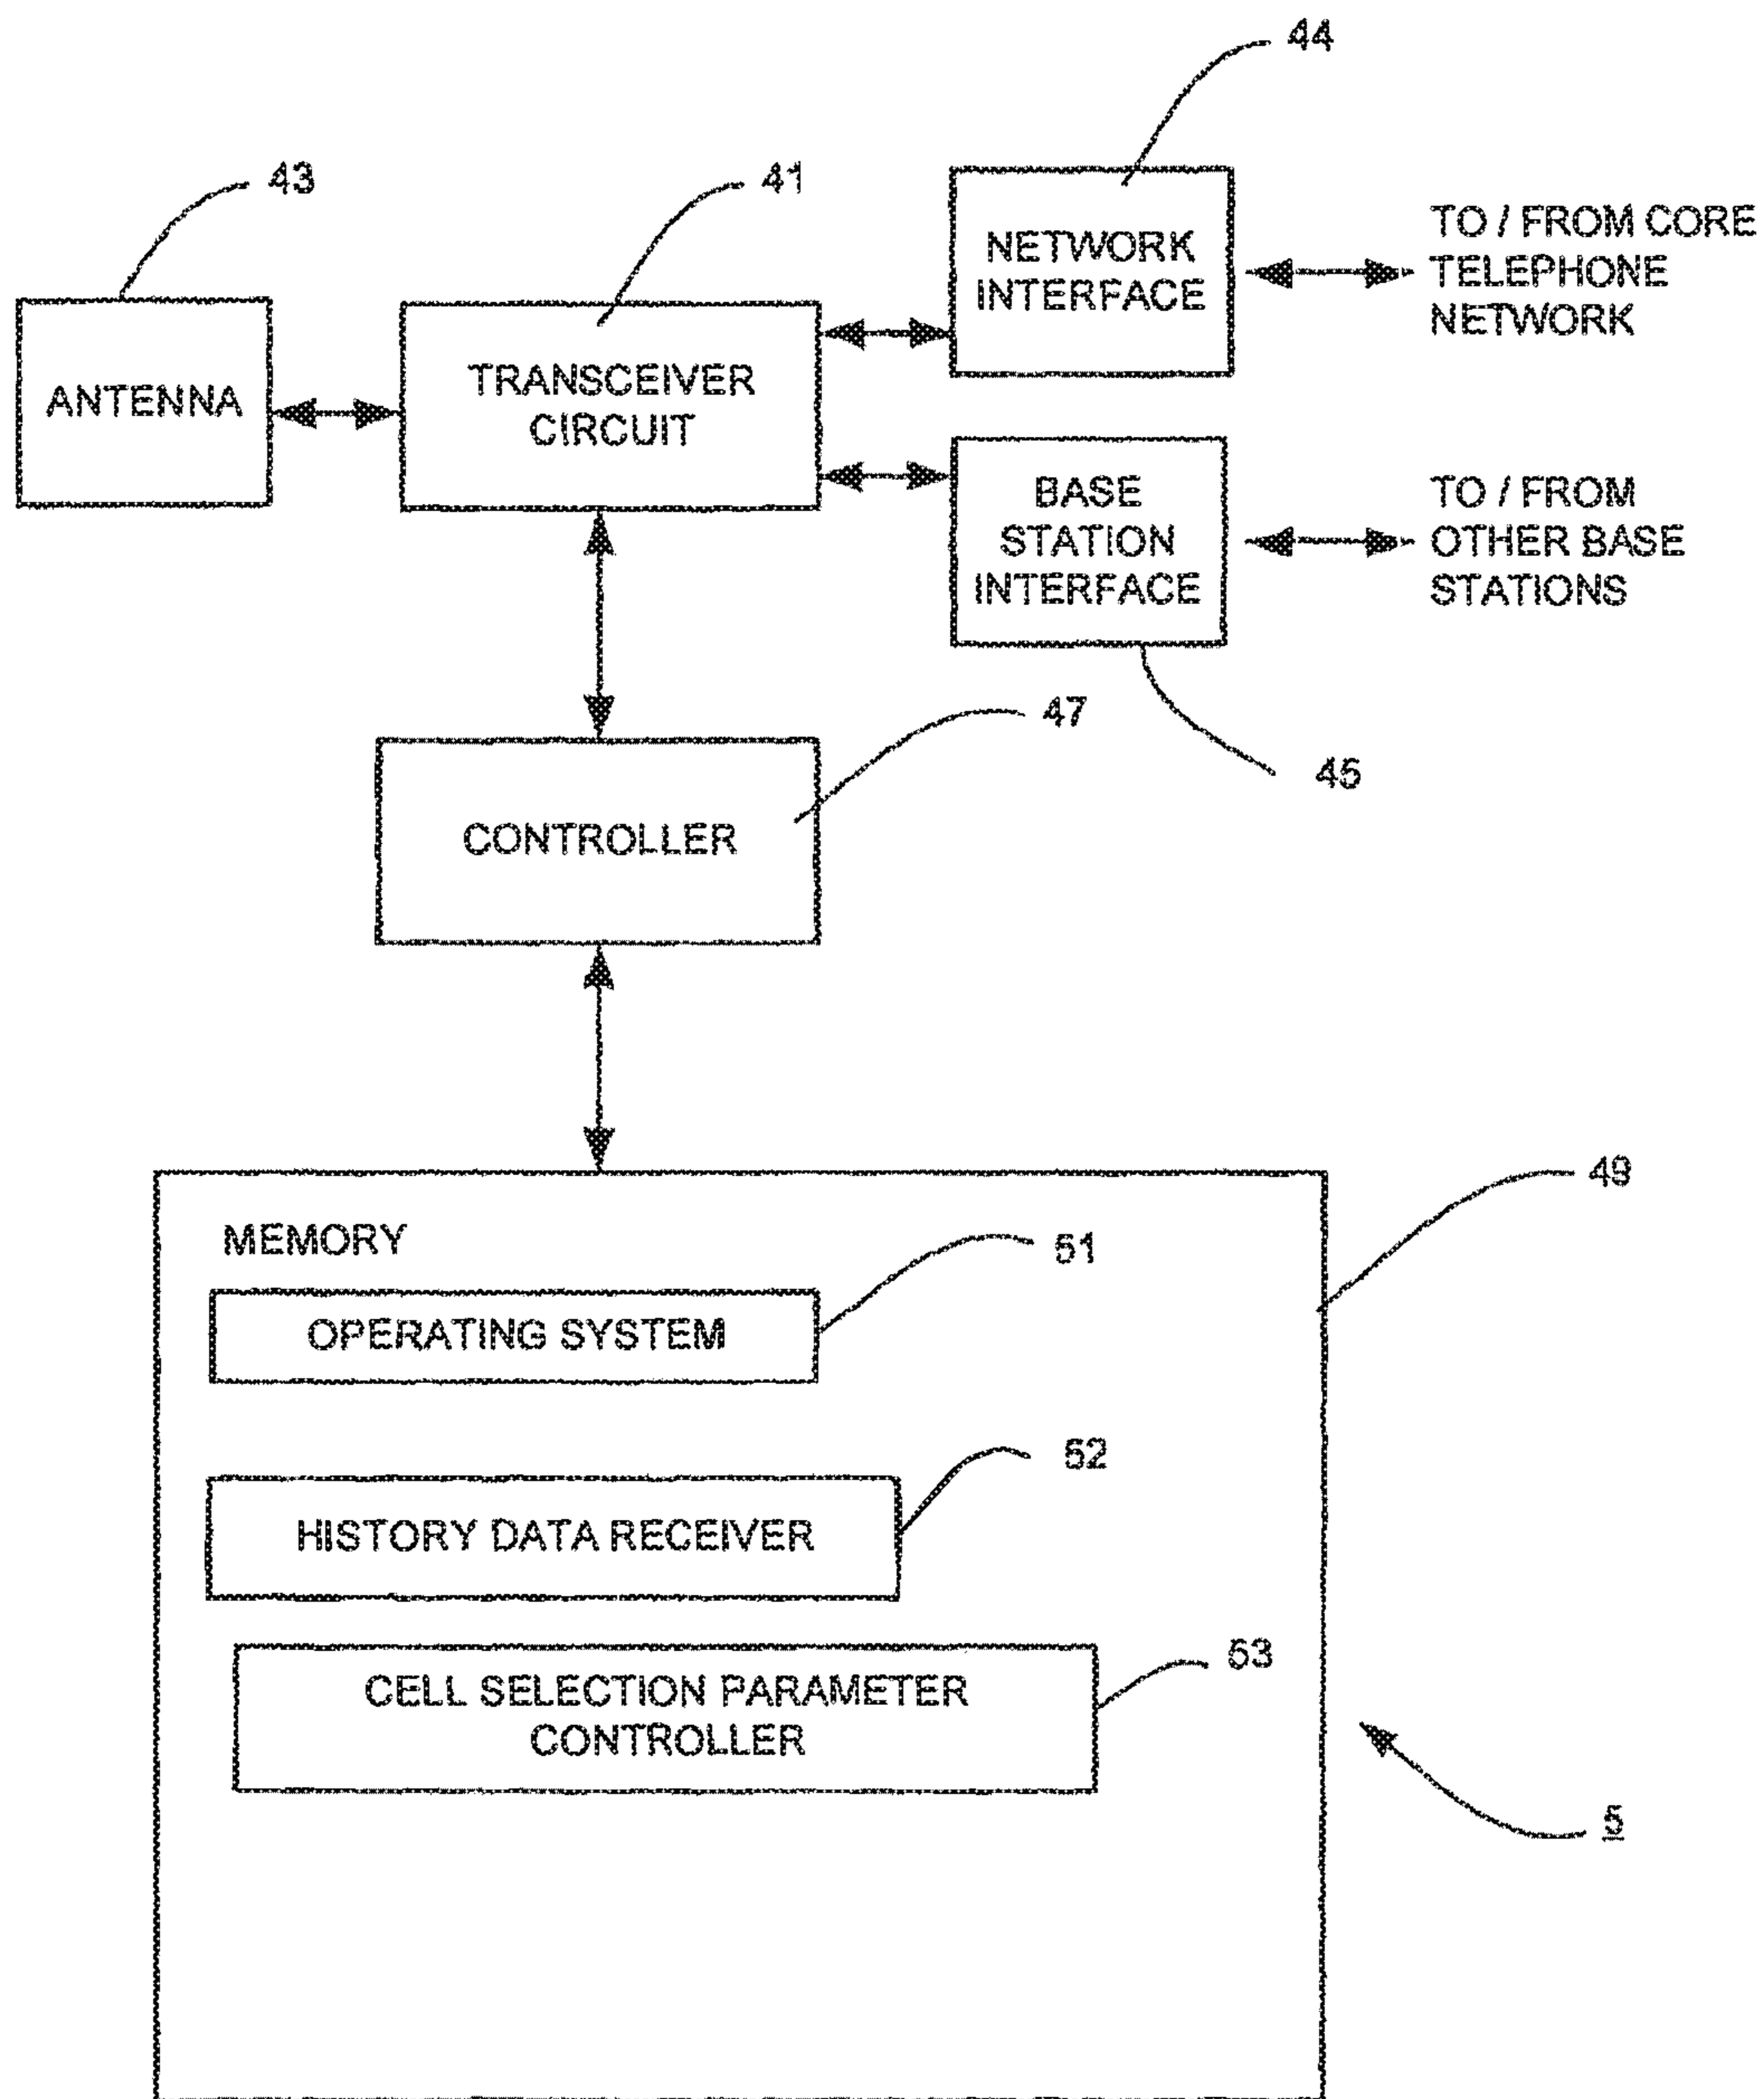 44
43
41
NETWORK
INTERFACE
TO / FROM CORE
TELEPHONE
NETWORK
ANTENNA
TRANSCEIVER
CIRCUIT
BASE
STATION
INTERFACE
TO / FROM
OTHER BASE
STATIONS
47
45
CONTROLLER
49
MEMORY
51
OPERATING SYSTEM
52
HISTORY DATA RECEIVER
53
CELL SELECTION PARAMETER
CONTROLLER
5